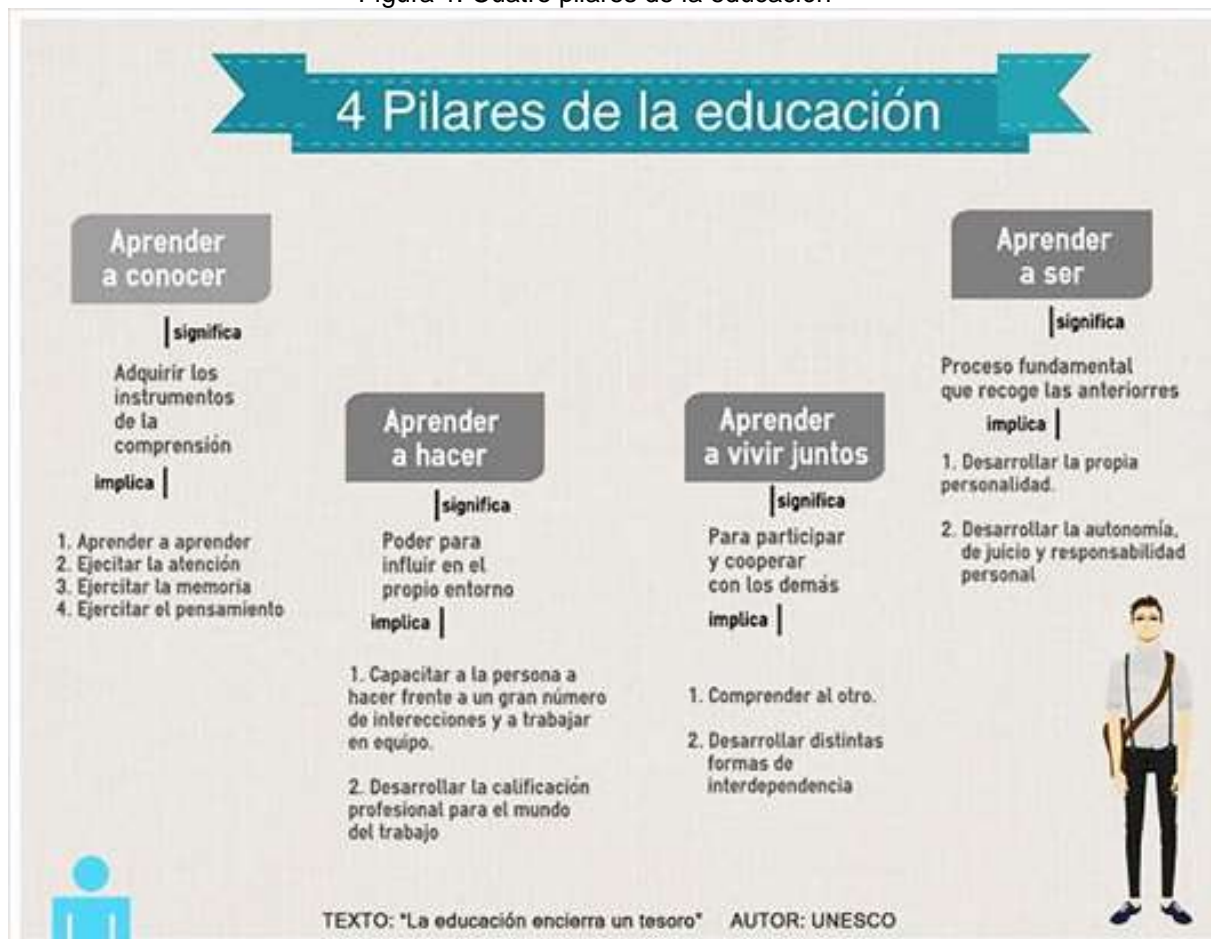 Figura Cuatro pilares de la educación
4 Pilares de la educación
Aprender
a conocer
significa
Adquirir los
instrumentos
de la
comprensión
implica
1. Aprender a aprender
2. Ejecitar la atención
3. Ejercitar la memoria
4. Ejercitar el pensamiento
Aprender
a hacer
significa
Poder para
influir en el
propio entorno
implica
1. Capacitar a la persona a
hacer frente a un gran número
de interecciones y a trabajar
en equipo.
2. Desarrollar la calificación
profesional para el mundo
del trabajo
Aprender
a vivir juntos
significa
Para participar
y cooperar
con los demás
implica
1. Comprender al otro.
2. Desarrollar distintas
formas de
interdependencia
Aprender
a ser
significa
Proceso fundamental
que recoge las anteriorres
implica
1. Desarrollar la propia
personalidad.
2. Desarrollar la autonomía,
de juicio y responsabilidad
personal
TEXTO: "La educación encierra un tesoro" AUTOR: UNESCO